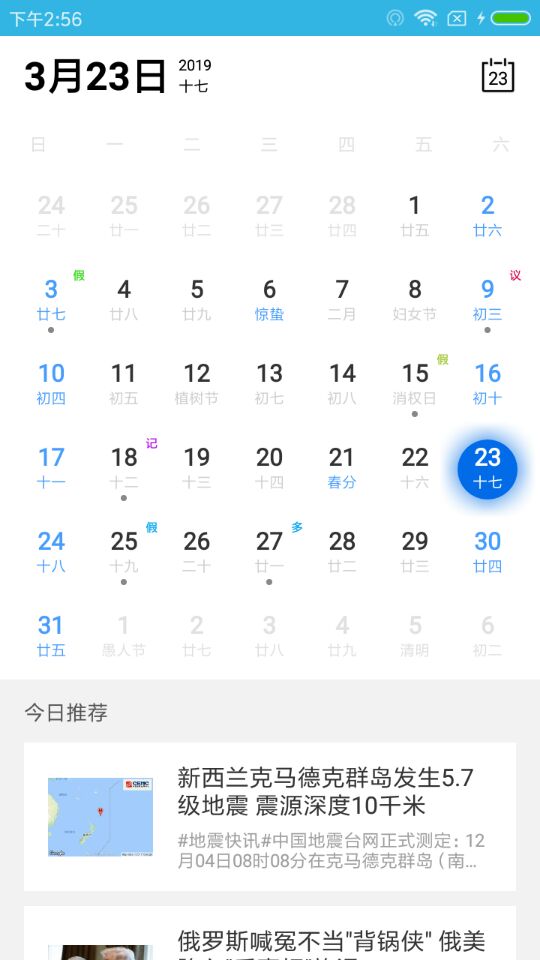 下午2:56
3月23日 2019
十七
23
日 一 二 三 四 五 六
24 25 26 27 28 1 2
二十 廿一 廿二 廿三 廿四 廿五 廿六
假 议
3 4 5 6 7 8 9
廿七 廿八 廿九 惊蛰 二月 妇女节 初三
假
10 11 12 13 14 15 16
初四 初五 植树节 初七 初八 消权日 初十
记
17 18 19 20 21 22 23
十一 十二 十三 十四 春分 十六 十七
假 多
24 25 26 27 28 29 30
十八 十九 二十 廿一 廿二 廿三 廿四
31 1 2 3 4 5 6
廿五 愚人节 廿七 廿八 廿九 清明 初二
今日推荐
新西兰克马德克群岛发生5.7
级地震 震源深度10千米
#地震快讯#中国地震台网正式测定：12
月04日08时08分在克马德克群岛（南...
俄罗斯喊冤不当"背锅侠" 俄美